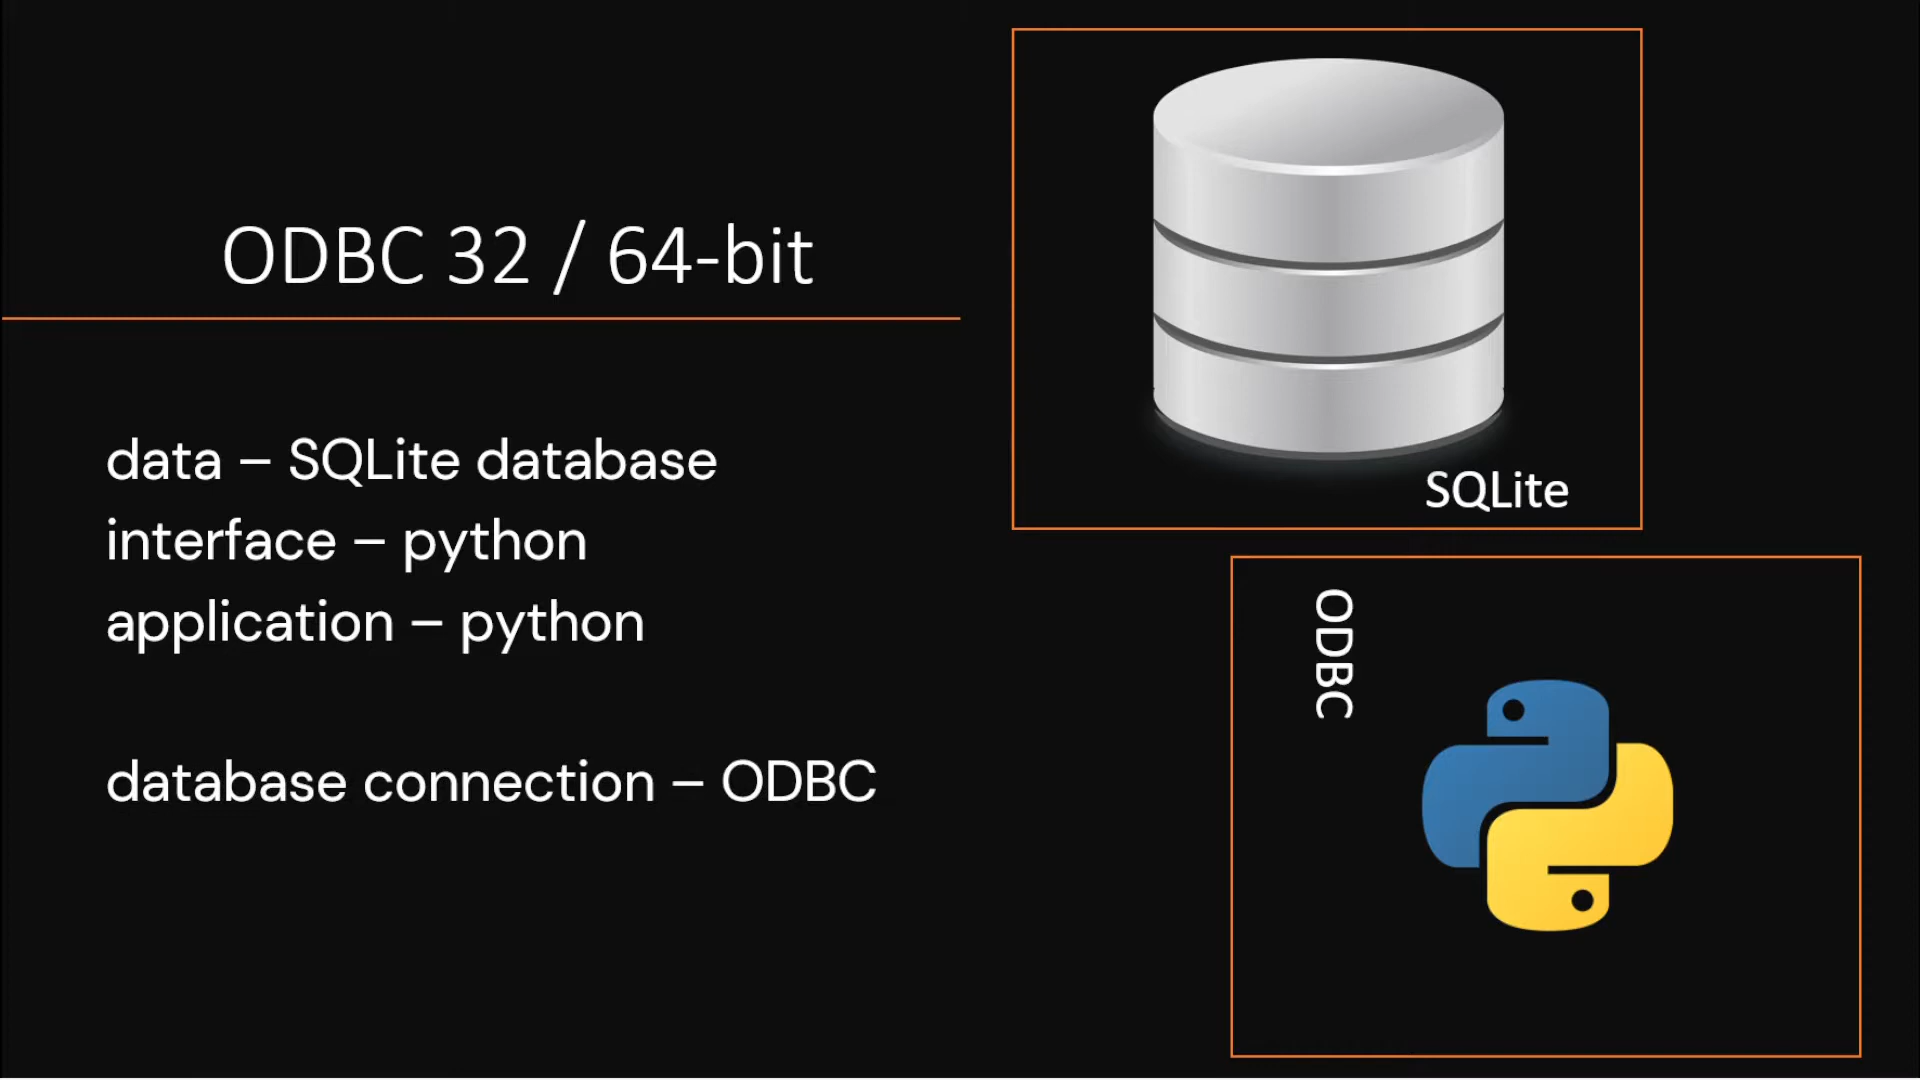 ODBC 32 / 64-bit
data – SQLite database
interface – python
application – python
database connection – ODBC
SQLite
ODBC